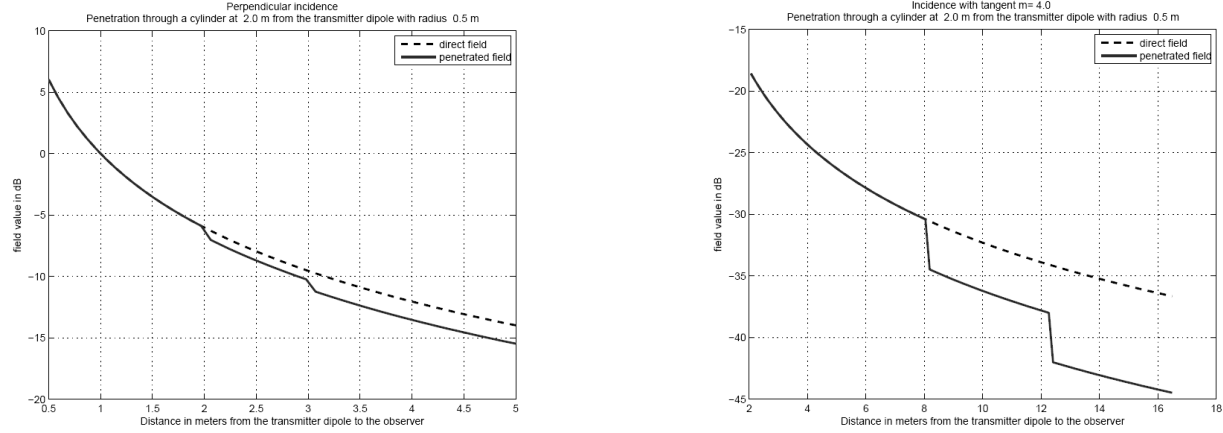 Perpendicular incidence
Penetration through a cylinder at 2.0 m from the transmitter dipole with radius 0.5 m
10
5
0
−5
−10
−15
−20
field value in dB
direct field
penetrated field
0.5 1 1.5 2 2.5 3 3.5 4 4.5 5
Distance in meters from the transmitter dipole to the observer
Incidence with tangent m= 4.0
Penetration through a cylinder at 2.0 m from the transmitter dipole with radius 0.5 m
−15
−20
−25
−30
−35
−40
−45
field value in dB
direct field
penetrated field
2 4 6 8 10 12 14 16 18
Distance in meters from the transmitter dipole to the observer